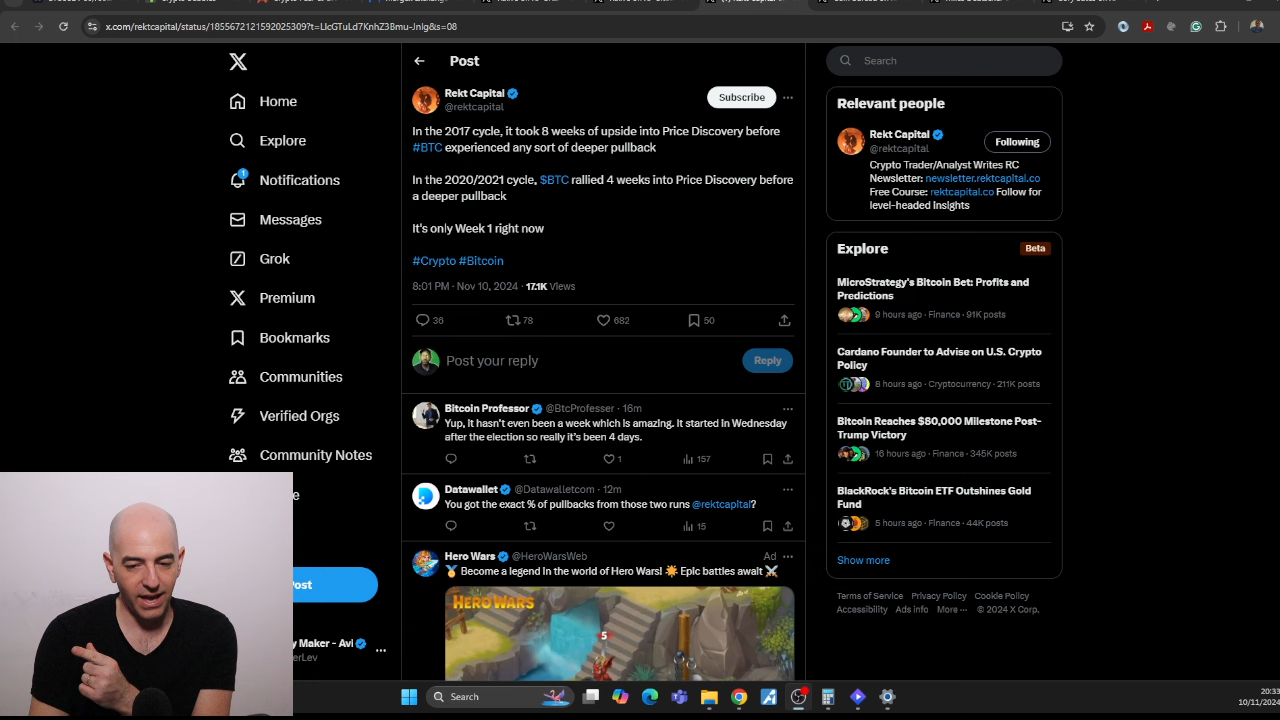 x.com/rektcapital/status/1855672121592025309?t=LlcGTuLd7KnhZ3Bmu-Jnlg&s=08
Post
Search
Rekt Capital
@rektcapital
Subscribe
In the 2017 cycle, it took 8 weeks of upside into Price Discovery before
#BTC experienced any sort of deeper pullback
In the 2020/2021 cycle, $BTC rallied 4 weeks into Price Discovery before
a deeper pullback
It's only Week 1 right now
#Crypto #Bitcoin
8:01 PM · Nov 10, 2024 · 17.1K Views
36
78
682
50
Post your reply
Reply
Bitcoin Professor @BtcProfesser · 16m
Yup, it hasn't even been a week which is amazing. It started in Wednesday
after the election so really it's been 4 days.
1
157
Datawallet @Datawalletcom · 12m
You got the exact % of pullbacks from those two runs @rektcapital?
15
Hero Wars @HeroWarsWeb
Ad
Become a legend in the world of Hero Wars! Epic battles await
HERO WARS
5
Home
Explore
1
Notifications
Messages
Grok
Premium
Bookmarks
Communities
Verified Orgs
Community Notes
ost
y Maker - Avi
erLev
Relevant people
Rekt Capital
@rektcapital
Following
Crypto Trader/Analyst Writes RC
Newsletter: newsletter.rektcapital.co
Free Course: rektcapital.co Follow for
level-headed Insights
Explore
Beta
MicroStrategy's Bitcoin Bet: Profits and
Predictions
9 hours ago · Finance · 91K posts
Cardano Founder to Advise on U.S. Crypto
Policy
8 hours ago · Cryptocurrency · 211K posts
Bitcoin Reaches $80,000 Milestone Post-
Trump Victory
16 hours ago · Finance · 345K posts
BlackRock's Bitcoin ETF Outshines Gold
Fund
5 hours ago · Finance · 44K posts
Show more
Terms of Service Privacy Policy Cookie Policy
Accessibility Ads info More ··· © 2024 X Corp.
Search
20:33
10/11/2024